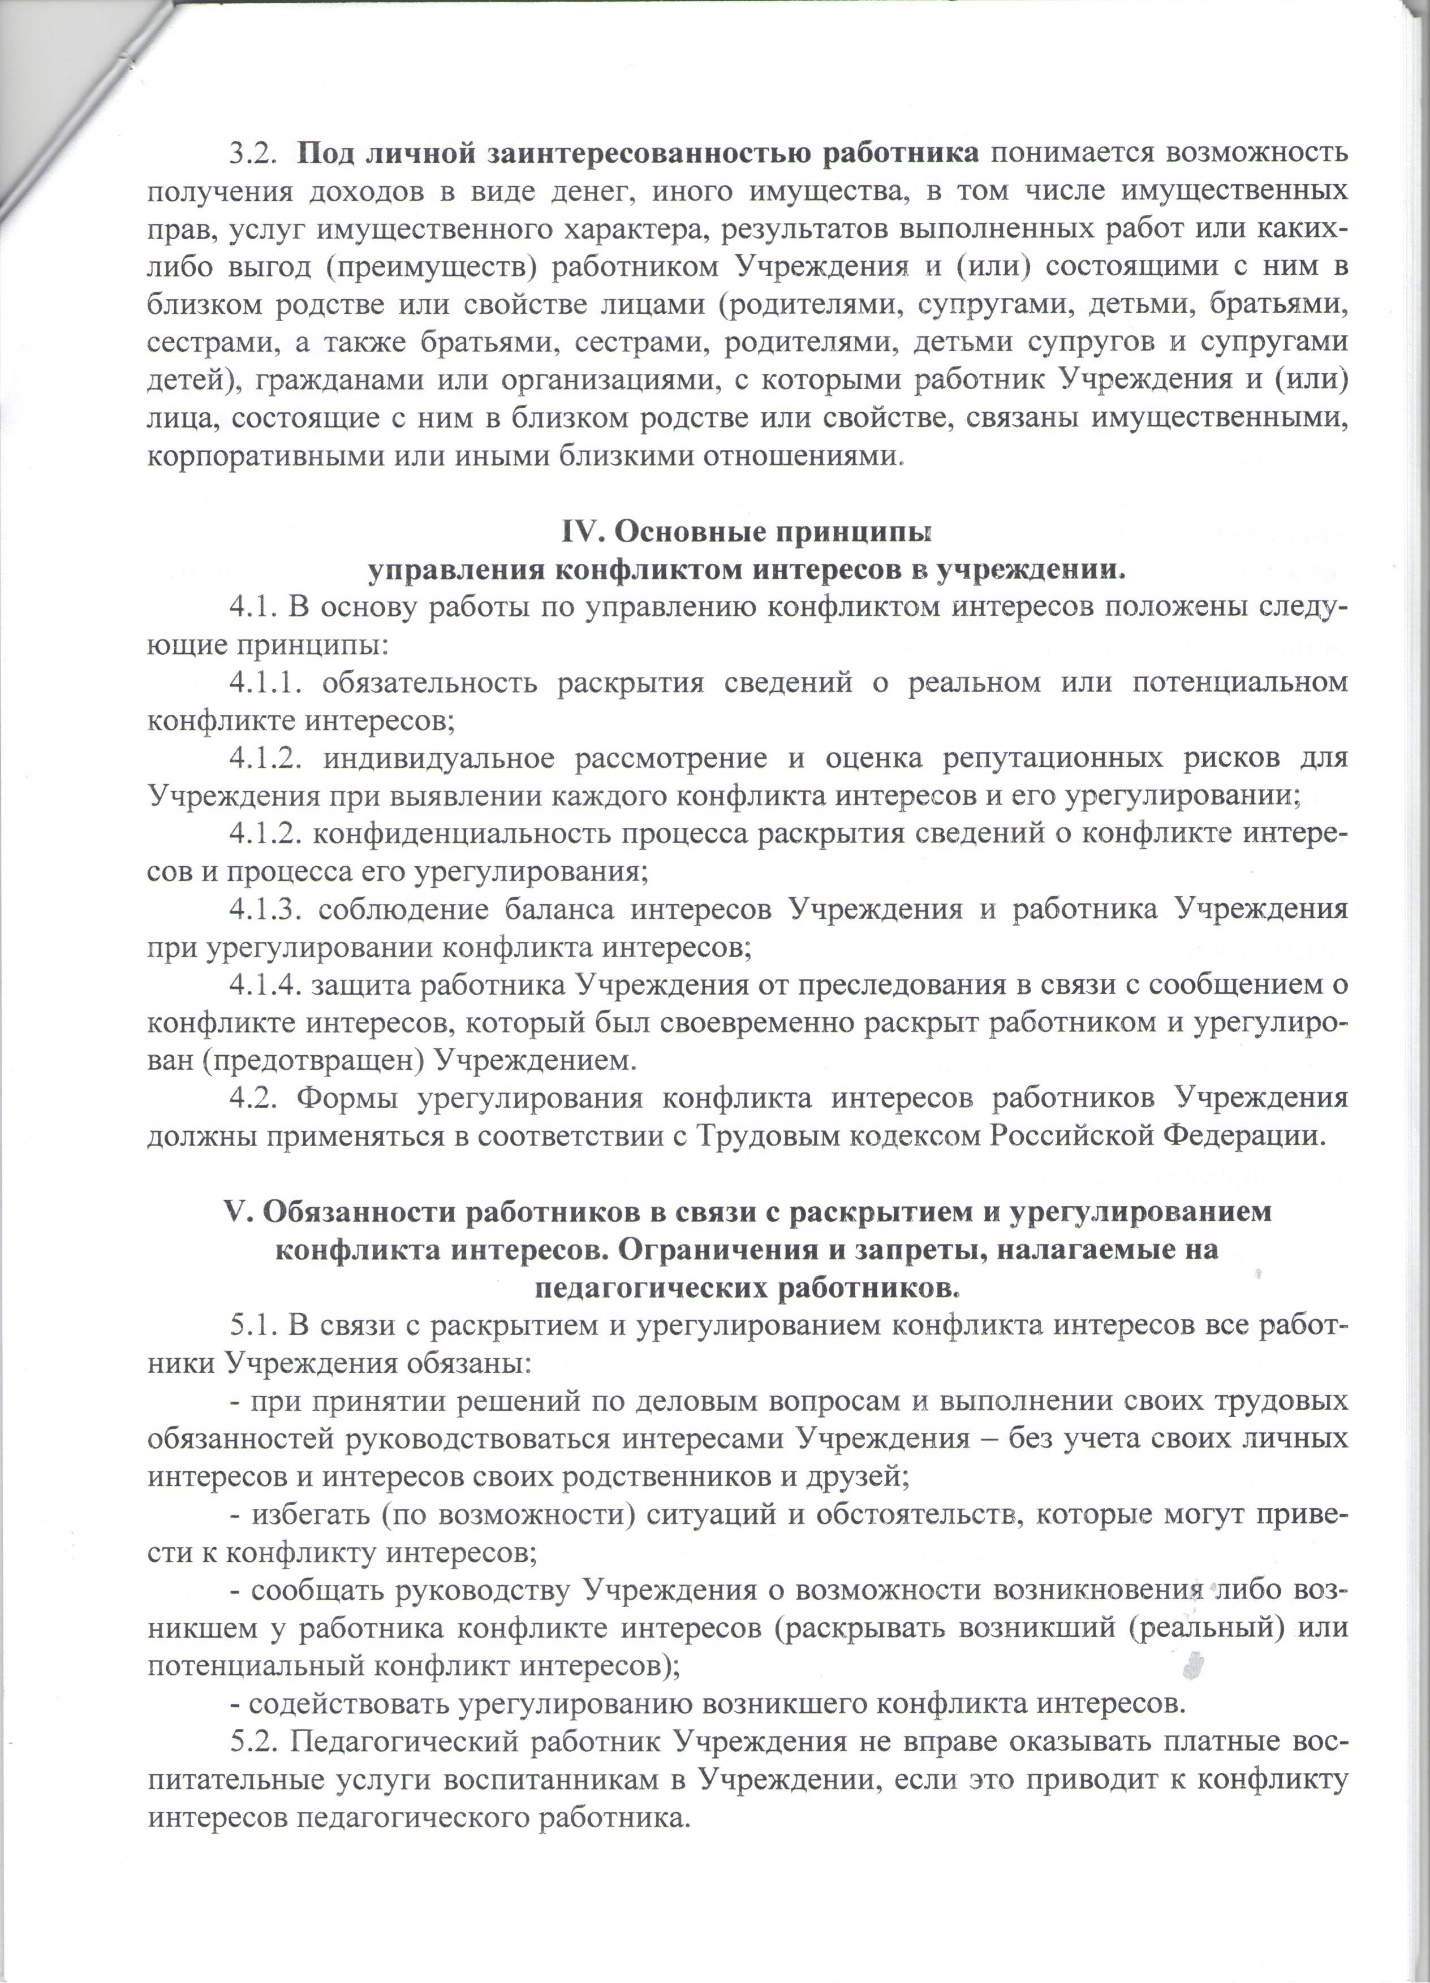 3.2. Под личной заинтересованностью работника понимается возможность
получения доходов в виде денег, иного имущества, в том числе имущественных
прав, услуг имущественного характера, результатов выполненных работ или каких-
либо выгод (преимуществ) работником Учреждения и (или) состоящими с ним в
близком родстве или свойстве лицами (родителями, супругами, детьми, братьями,
сестрами, а также братьями, сестрами, родителями, детьми супругов и супругами
детей), гражданами или организациями, с которыми работник Учреждения и (или)
лица, состоящие с ним в близком родстве или свойстве, связаны имущественными,
корпоративными или иными близкими отношениями.
IV. Основные принципы
управления конфликтом интересов в учреждении.
4.1. В основу работы по управлению конфликтом интересов положены следу-
ющие принципы:
4.1.1. обязательность раскрытия сведений о реальном или потенциальном
конфликте интересов;
4.1.2. индивидуальное рассмотрение и оценка репутационных рисков для
Учреждения при выявлении каждого конфликта интересов и его урегулировании;
4.1.2. конфиденциальность процесса раскрытия сведений о конфликте интере-
сов и процесса его урегулирования;
4.1.3. соблюдение баланса интересов Учреждения и работника Учреждения
при урегулировании конфликта интересов;
4.1.4. защита работника Учреждения от преследования в связи с сообщением о
конфликте интересов, который был своевременно раскрыт работником и урегулиро-
ван (предотвращен) Учреждением.
4.2. Формы урегулирования конфликта интересов работников Учреждения
должны применяться в соответствии с Трудовым кодексом Российской Федерации.
V. Обязанности работников в связи с раскрытием и урегулированием
конфликта интересов. Ограничения и запреты, налагаемые на
педагогических работников.
5.1. В связи с раскрытием и урегулированием конфликта интересов все работ-
ники Учреждения обязаны:
- при принятии решений по деловым вопросам и выполнении своих трудовых
обязанностей руководствоваться интересами Учреждения – без учета своих личных
интересов и интересов своих родственников и друзей;
- избегать (по возможности) ситуаций и обстоятельств, которые могут приве-
сти к конфликту интересов;
- сообщать руководству Учреждения о возможности возникновения либо воз-
никшем у работника конфликте интересов (раскрывать возникший (реальный) или
потенциальный конфликт интересов);
- содействовать урегулированию возникшего конфликта интересов.
5.2. Педагогический работник Учреждения не вправе оказывать платные вос-
питательные услуги воспитанникам в Учреждении, если это приводит к конфликту
интересов педагогического работника.